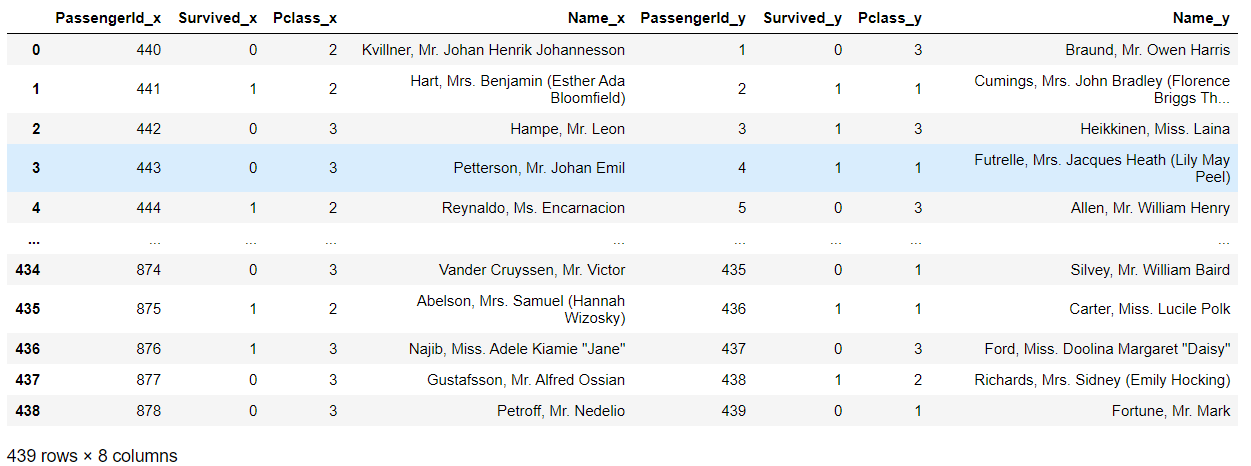 PassengerId_x Survived_x Pclass_x Name_x PassengerId_y Survived_y Pclass_y Name_y
0 440 0 2 Kvillner, Mr. Johan Henrik Johannesson 1 0 3 Braund, Mr. Owen Harris
1 441 1 2 Hart, Mrs. Benjamin (Esther Ada Bloomfield) 2 1 1 Cumings, Mrs. John Bradley (Florence Briggs Th...
2 442 0 3 Hampe, Mr. Leon 3 1 3 Heikkinen, Miss. Laina
3 443 0 3 Petterson, Mr. Johan Emil 4 1 1 Futrelle, Mrs. Jacques Heath (Lily May Peel)
4 444 1 2 Reynaldo, Ms. Encarnacion 5 0 3 Allen, Mr. William Henry
... ... ... ... ... ... ... ... ...
434 874 0 3 Vander Cruyssen, Mr. Victor 435 0 1 Silvey, Mr. William Baird
435 875 1 2 Abelson, Mrs. Samuel (Hannah Wizosky) 436 1 1 Carter, Miss. Lucile Polk
436 876 1 3 Najib, Miss. Adele Kiamie "Jane" 437 0 3 Ford, Miss. Doolina Margaret "Daisy"
437 877 0 3 Gustafsson, Mr. Alfred Ossian 438 1 2 Richards, Mrs. Sidney (Emily Hocking)
438 878 0 3 Petroff, Mr. Nedelio 439 0 1 Fortune, Mr. Mark
439 rows × 8 columns